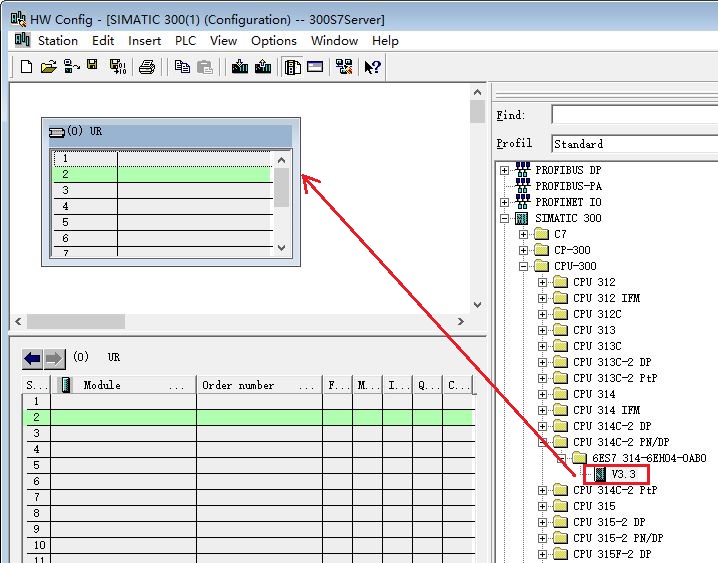 HW Config - [SIMATIC 300(1) (Configuration) -- 300S7Server]
Station Edit Insert PLC View Options Window Help
(0) UR
1
2
3
4
5
6
7
Find:
Profil Standard
PROFIBUS DP
PROFIBUS-PA
PROFINET IO
SIMATIC 300
C7
CP-300
CPU-300
CPU 312
CPU 312 IFM
CPU 312C
CPU 313
CPU 313C
CPU 313C-2 DP
CPU 313C-2 PtP
CPU 314
CPU 314 IFM
CPU 314C-2 DP
CPU 314C-2 PN/DP
6ES7 314-6EH04-0AB0
V3.3
CPU 314C-2 PtP
CPU 315
CPU 315-2 DP
CPU 315-2 PN/DP
CPU 315F-2 DP
(0) UR
S... Module ... Order number ... F... M... I... Q... C...
1
2
3
4
5
6
7
8
9
10
11